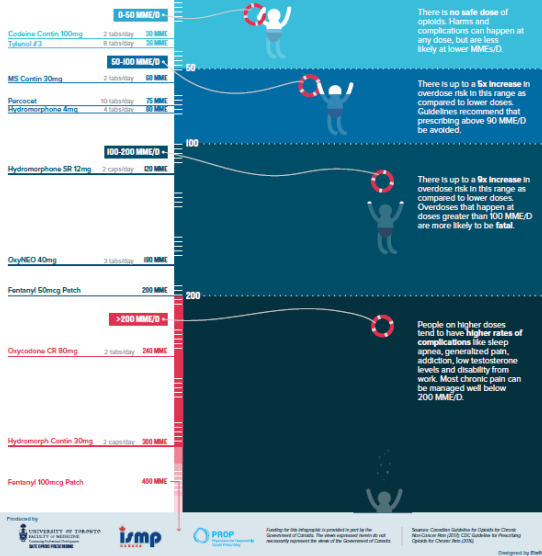 0-50 MME/D
There is no safe dose of
opioids. Harms and
complications can happen at
any dose, but are less
likely at lower MMEs/D.
Codeine Contin 100mg 2 tabs/day 30 MME
Tylenol #3 8 tabs/day 36 MME
50-100 MME/D
50
MS Contin 30mg 2 tabs/day 60 MME
There is up to a 5x increase in
overdose risk in this range as
compared to lower doses.
Guidelines recommend that
prescribing above 90 MME/D
be avoided.
Percocet 10 tabs/day 75 MME
Hydromorphone 4mg 4 tabs/day 80 MME
100
100-200 MME/D
Hydromorphone SR 12mg 2 caps/day 120 MME
There is up to a 9x increase in
overdose risk in this range as
compared to lower doses.
Overdoses that happen at
doses greater than 100 MME/D
are more likely to be fatal.
OxyNEO 40mg 3 tabs/day 180 MME
Fentanyl 50mcg Patch 200 MME
200
>200 MME/D
People on higher doses
tend to have higher rates of
complications like sleep
apnea, generalized pain,
addiction, low testosterone
levels and disability from
work. Most chronic pain can
be managed well below
200 MME/D.
Oxycodone CR 80mg 2 tabs/day 240 MME
Hydromorph Contin 30mg 2 caps/day 300 MME
Fentanyl 100mcg Patch 400 MME
Produced by
UNIVERSITY OF TORONTO
FACULTY OF MEDICINE
Continuing Professional Development
SAFE OPIOID PRESCRIBING
ismp
CANADA
PROP
Physicians for Responsible
Opioid Prescribing
Funding for this infographic is provided in part by the
Government of Canada. The views expressed herein do not
necessarily represent the views of the Government of Canada.
Sources: Canadian Guideline for Opioids for Chronic
Non-Cancer Pain (2017); CDC Guideline for Prescribing
Opioids for Chronic Pain (2016).
Designed by